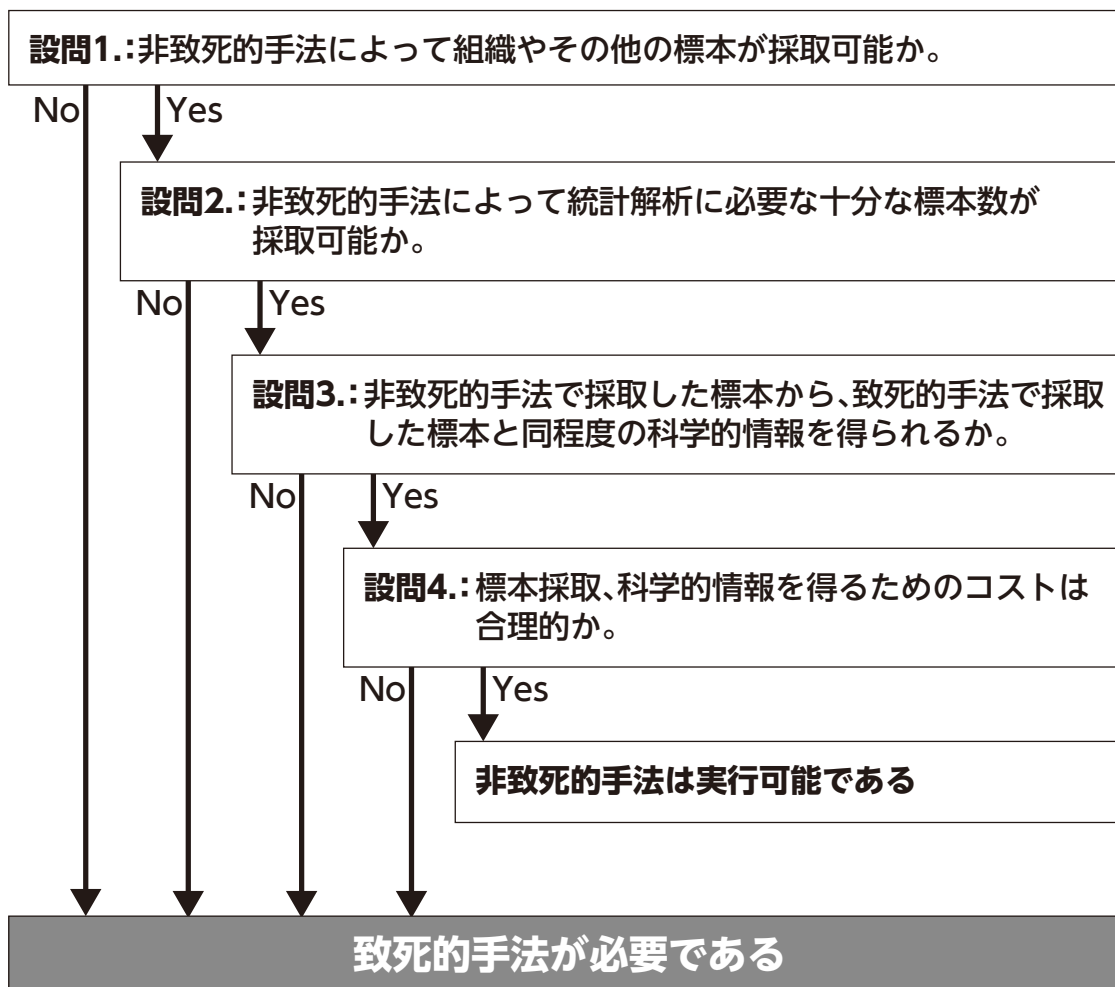 設問1.:非致死的手法によって組織やその他の標本が採取可能か。
No Yes
設問2.:非致死的手法によって統計解析に必要な十分な標本数が
採取可能か。
No Yes
設問3.:非致死的手法で採取した標本から、致死的手法で採取
した標本と同程度の科学的情報を得られるか。
No Yes
設問4.:標本採取、科学的情報を得るためのコストは
合理的か。
No Yes
非致死的手法は実行可能である
致死的手法が必要である